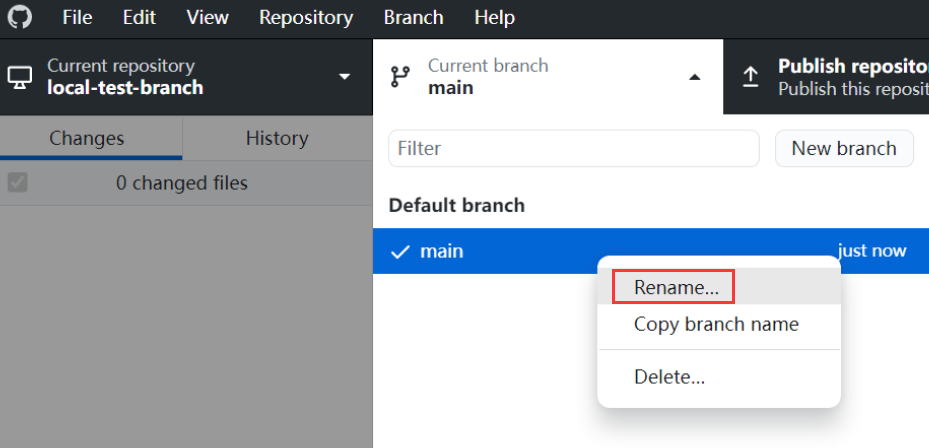 File Edit View Repository Branch Help
Current repository
local-test-branch
Current branch
main
Publish reposito
Publish this reposit
Changes History
0 changed files
Filter
New branch
Default branch
main just now
Rename...
Copy branch name
Delete...